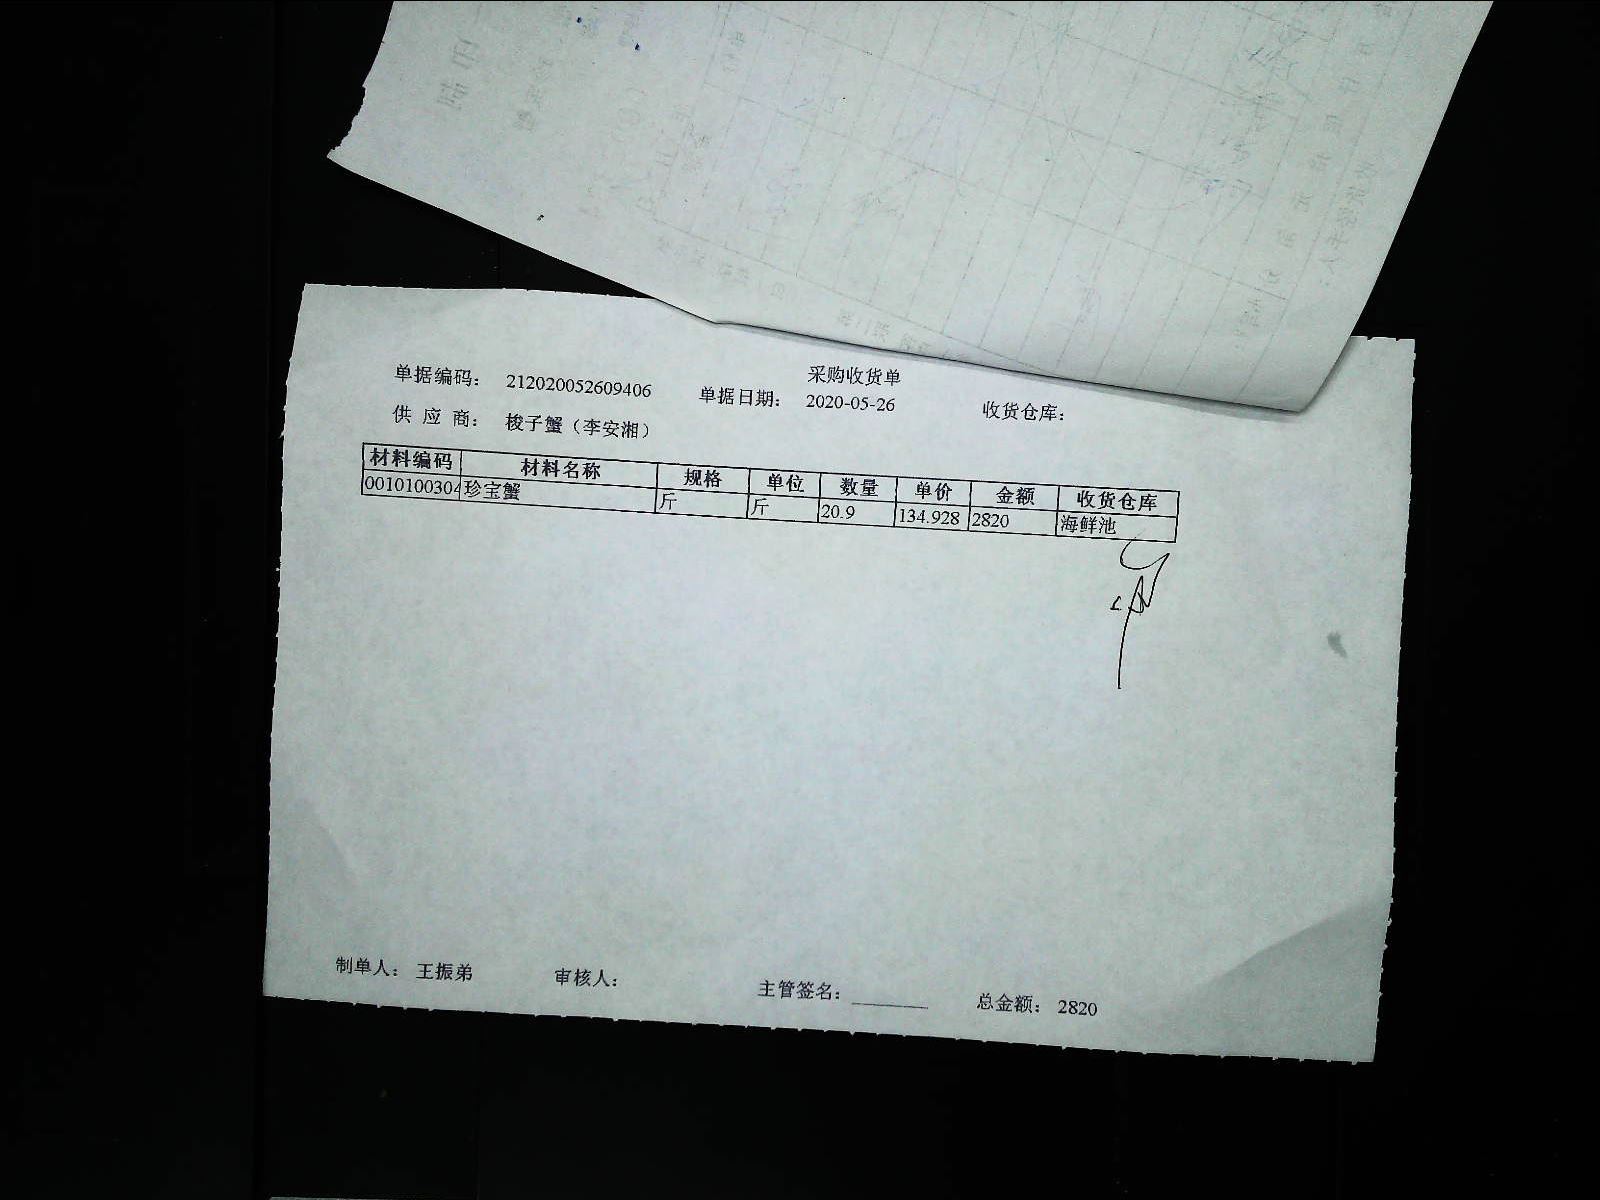 采购收货单
单据编码： 212020052609406 单据日期： 2020-05-26 收货仓库：
供 应 商： 梭子蟹（李安湘）
材料编码 材料名称 规格 单位 数量 单价 金额 收货仓库
0010100304 珍宝蟹 斤 斤 20.9 134.928 2820 海鲜池
制单人： 王振弟 审核人： 主管签名：________ 总金额： 2820